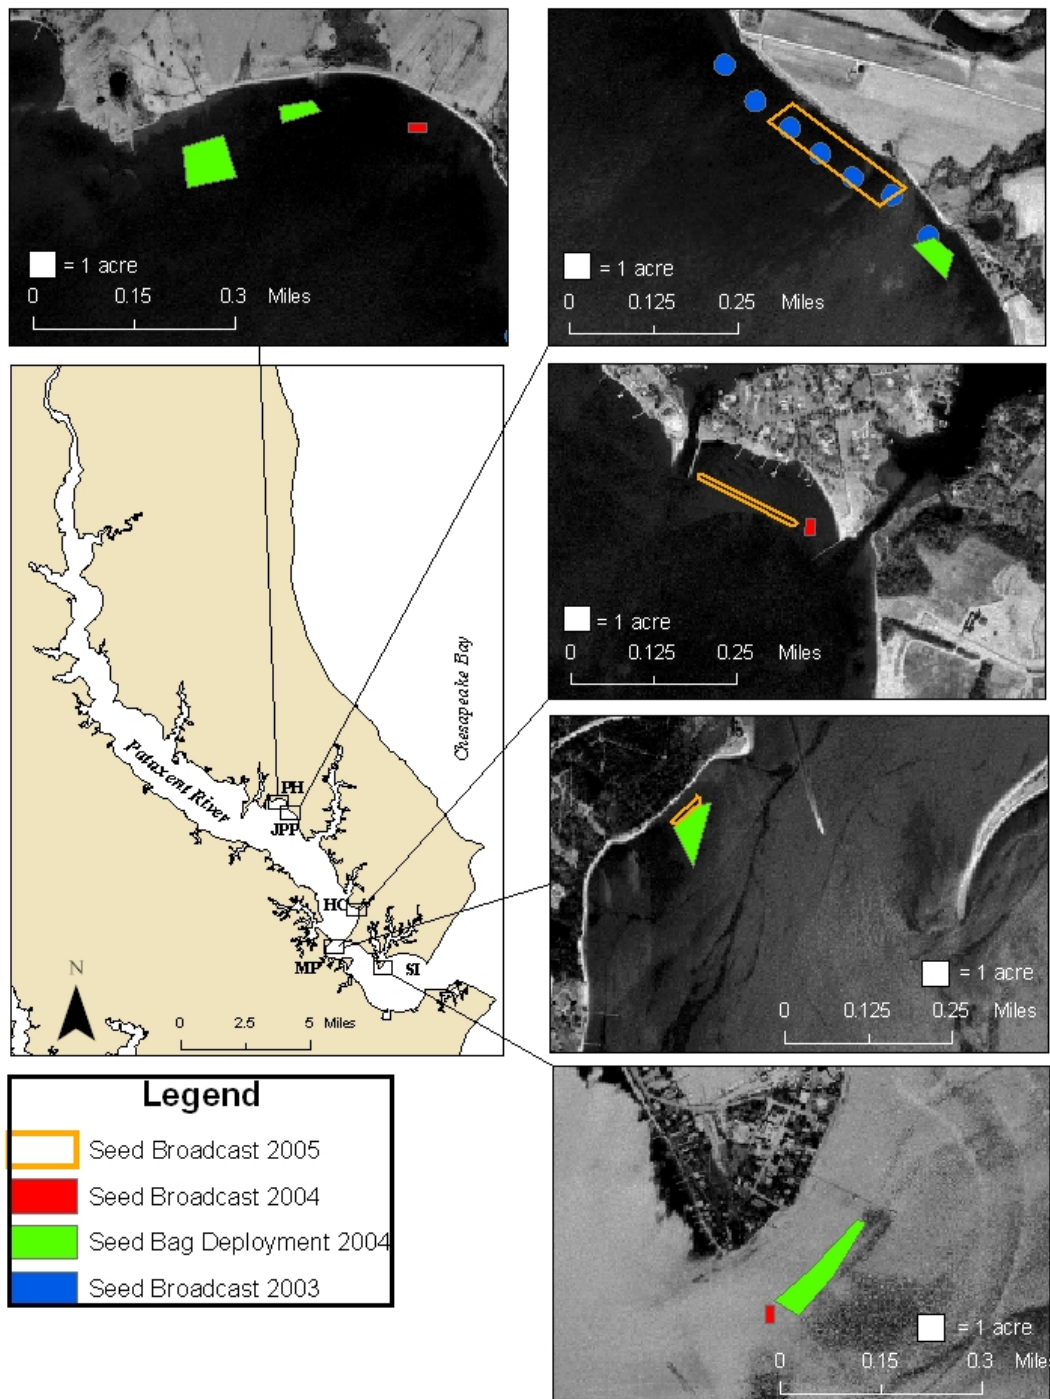 = 1 acre
0 0.15 0.3 Miles
= 1 acre
0 0.125 0.25 Miles
= 1 acre
0 0.125 0.25 Miles
Chesapeake Bay
Patuxent River
PH
JPP
HC
MP
SI
N
0 2.5 5 Miles
= 1 acre
0 0.125 0.25 Miles
Legend
Seed Broadcast 2005
Seed Broadcast 2004
Seed Bag Deployment 2004
Seed Broadcast 2003
= 1 acre
0 0.15 0.3 Miles